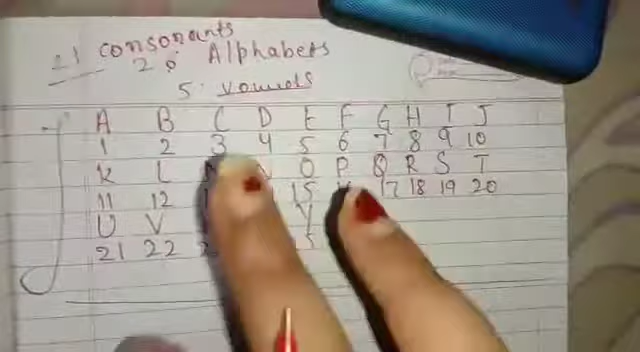 21 consonants
26 Alphabets
5 vowels
A B C D E F G H I J
1 2 3 4 5 6 7 8 9 10
K L O P Q R S T
11 12 15 17 18 19 20
U V Y
21 22